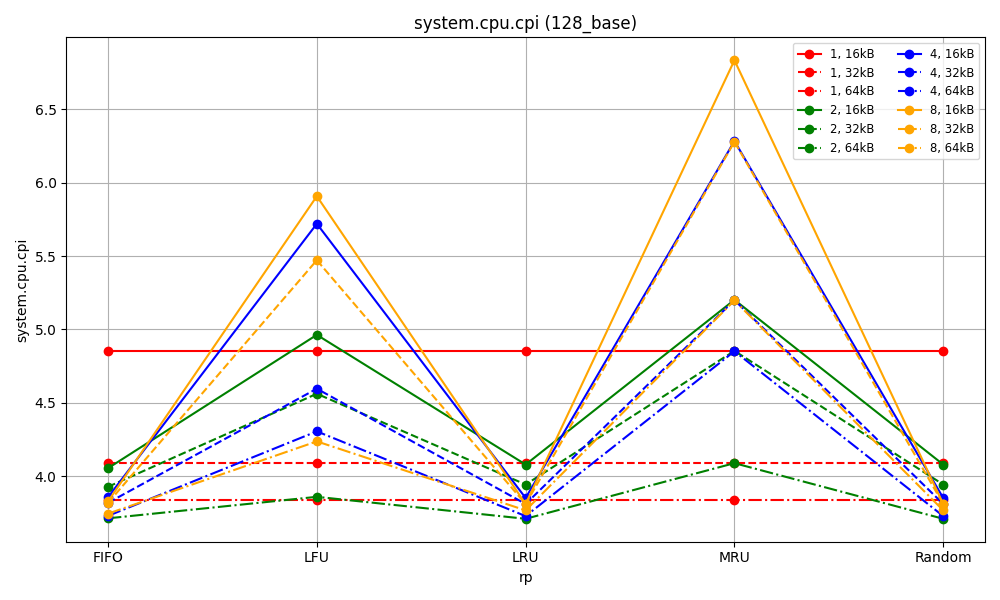 system.cpu.cpi (128_base)
1, 16kB
1, 32kB
1, 64kB
2, 16kB
2, 32kB
2, 64kB
4, 16kB
4, 32kB
4, 64kB
8, 16kB
8, 32kB
8, 64kB
system.cpu.cpi
6.5
6.0
5.5
5.0
4.5
4.0
FIFO
LFU
LRU
MRU
Random
rp